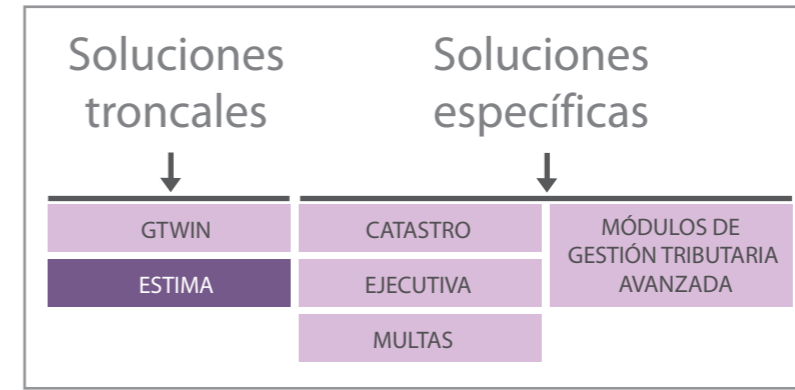 Soluciones
troncales
Soluciones
específicas
GTWIN
ESTIMA
CATASTRO
EJECUTIVA
MULTAS
MÓDULOS DE
GESTIÓN TRIBUTARIA
AVANZADA